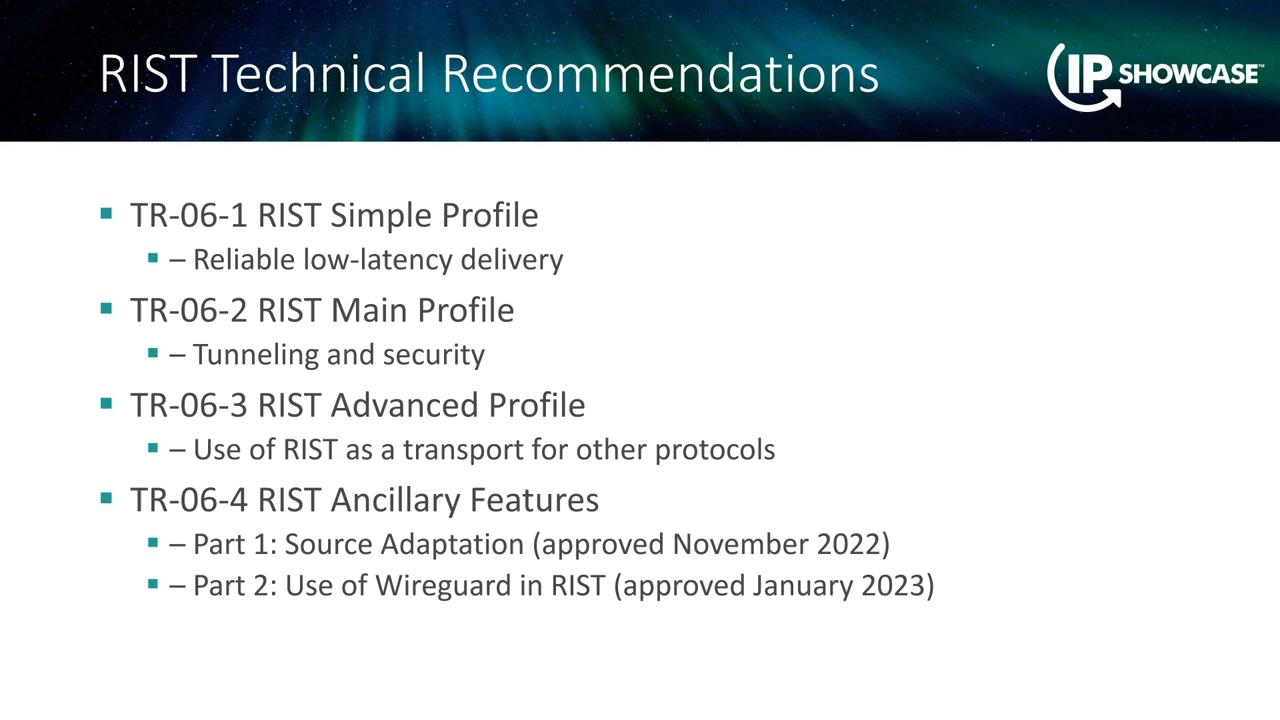 RIST Technical Recommendations
IP SHOWCASE™
TR-06-1 RIST Simple Profile
– Reliable low-latency delivery
TR-06-2 RIST Main Profile
– Tunneling and security
TR-06-3 RIST Advanced Profile
– Use of RIST as a transport for other protocols
TR-06-4 RIST Ancillary Features
– Part 1: Source Adaptation (approved November 2022)
– Part 2: Use of Wireguard in RIST (approved January 2023)